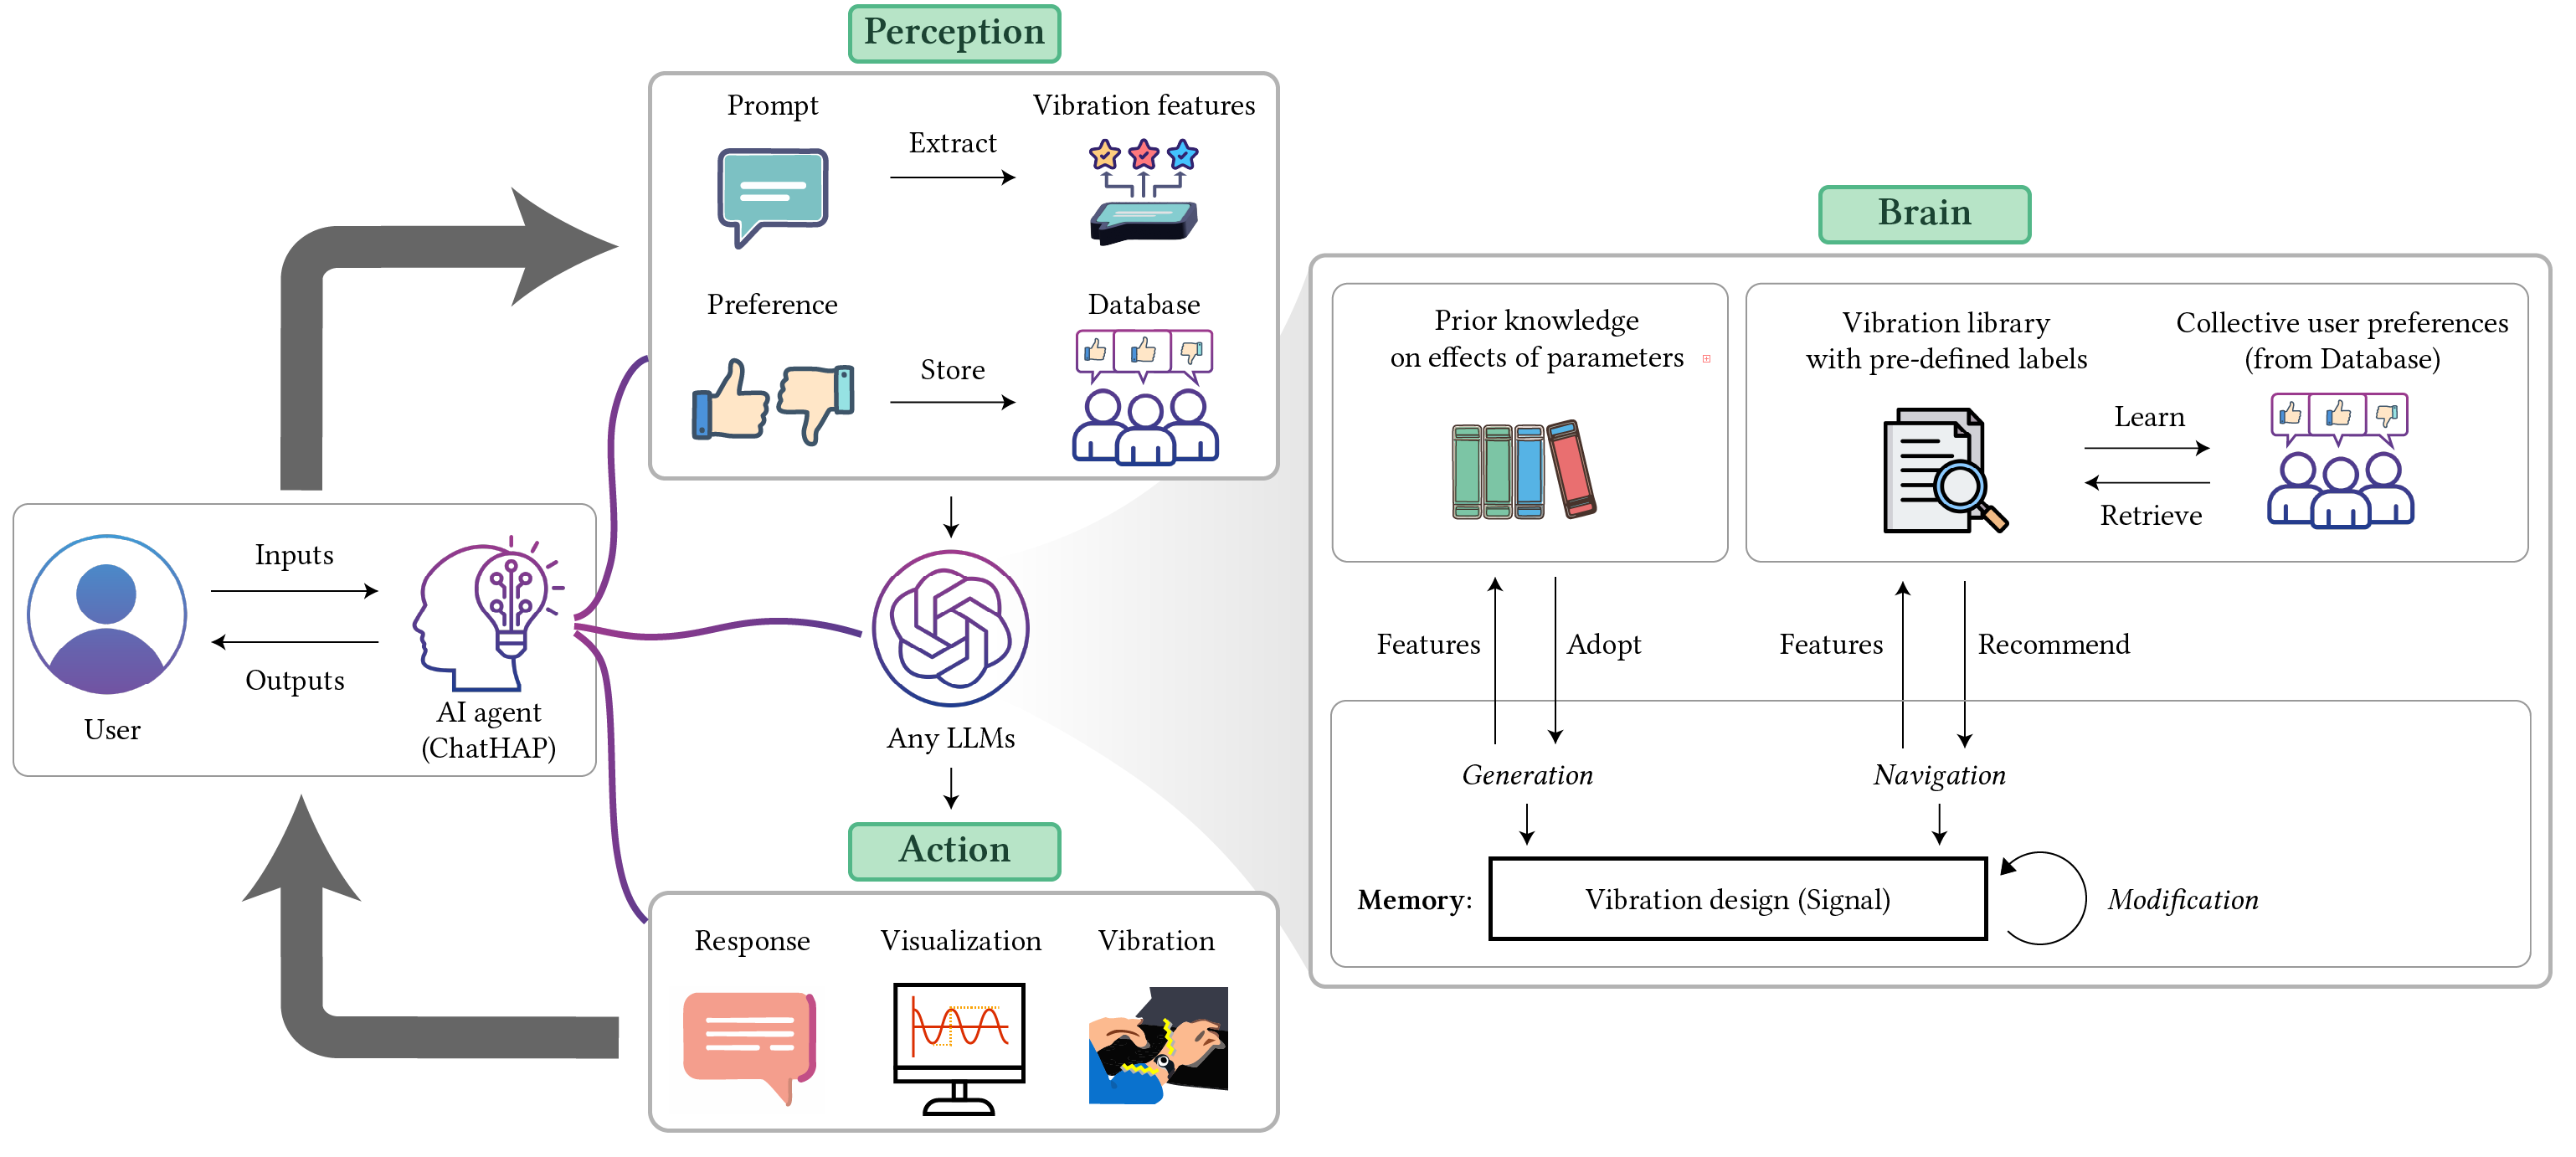 Perception
Prompt
Extract
Vibration features
Preference
Store
Database
Inputs
Outputs
User
AI agent
(ChatHAP)
Any LLMs
Action
Response
Visualization
Vibration
Brain
Prior knowledge
on effects of parameters
Vibration library
with pre-defined labels
Learn
Retrieve
Collective user preferences
(from Database)
Features
Adopt
Features
Recommend
Generation
Navigation
Memory:
Vibration design (Signal)
Modification